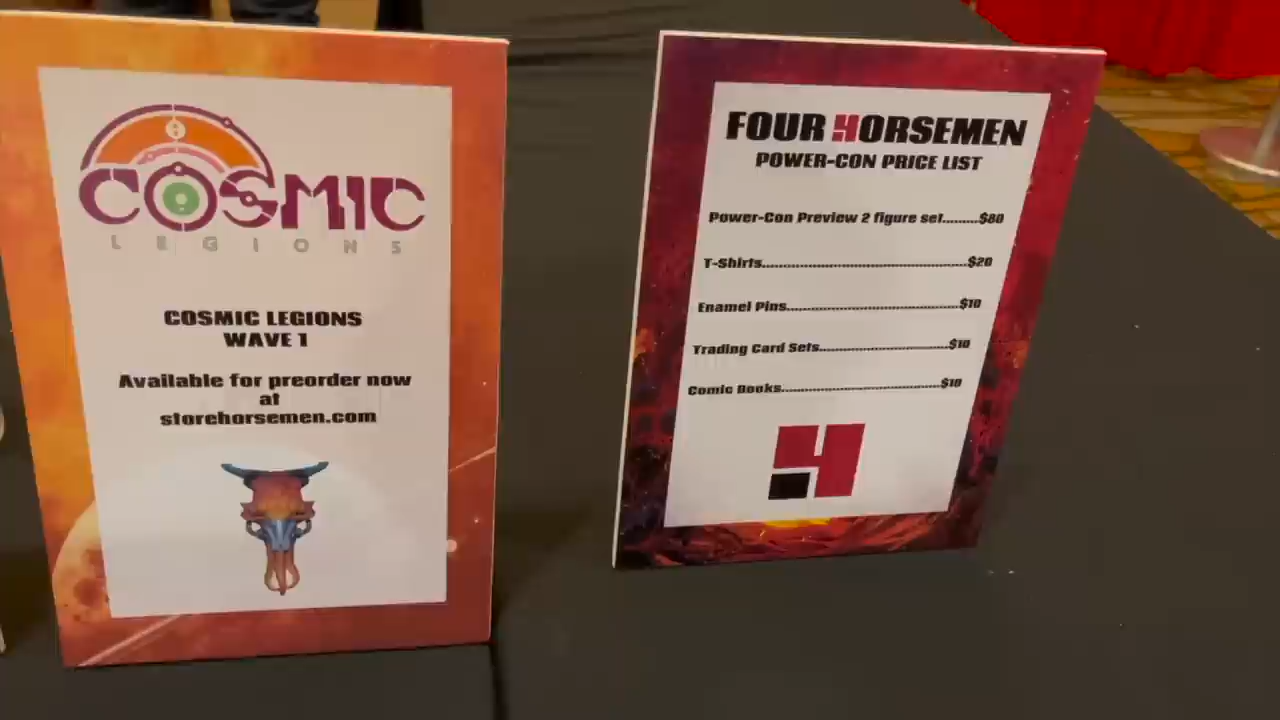 COSMIC
LEGIONS
COSMIC LEGIONS
WAVE 1
Available for preorder now
at
storehorsemen.com
FOUR HORSEMEN
POWER-CON PRICE LIST
Power-Con Preview 2 figure set.........$80
T-Shirts.....................................................$20
Enamel Pins............................................$10
Trading Card Sets.................................$10
Comic Books.........................................$10
H